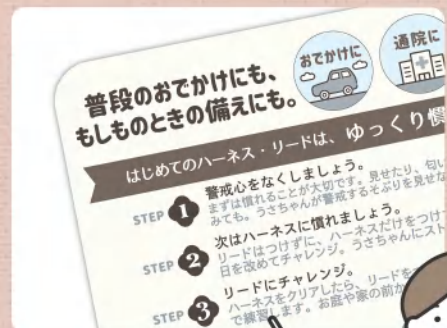 普段のおでかけにも、
もしものときの備えにも。
おでかけに
通院に
はじめてのハーネス・リードは、ゆっくり慣
STEP 1 警戒心をなくしましょう。
まずは慣れることが大切です。見せたり、匂い
みても。うさちゃんが警戒するそぶりを見せな
STEP 2 次はハーネスに慣れましょう。
リードはつけずに、ハーネスだけをつけ
日を改めてチャレンジ。うさちゃんにスト
STEP 3 リードにチャレンジ。
ハーネスをクリアしたら、リードを
で練習します。お庭や家の前か